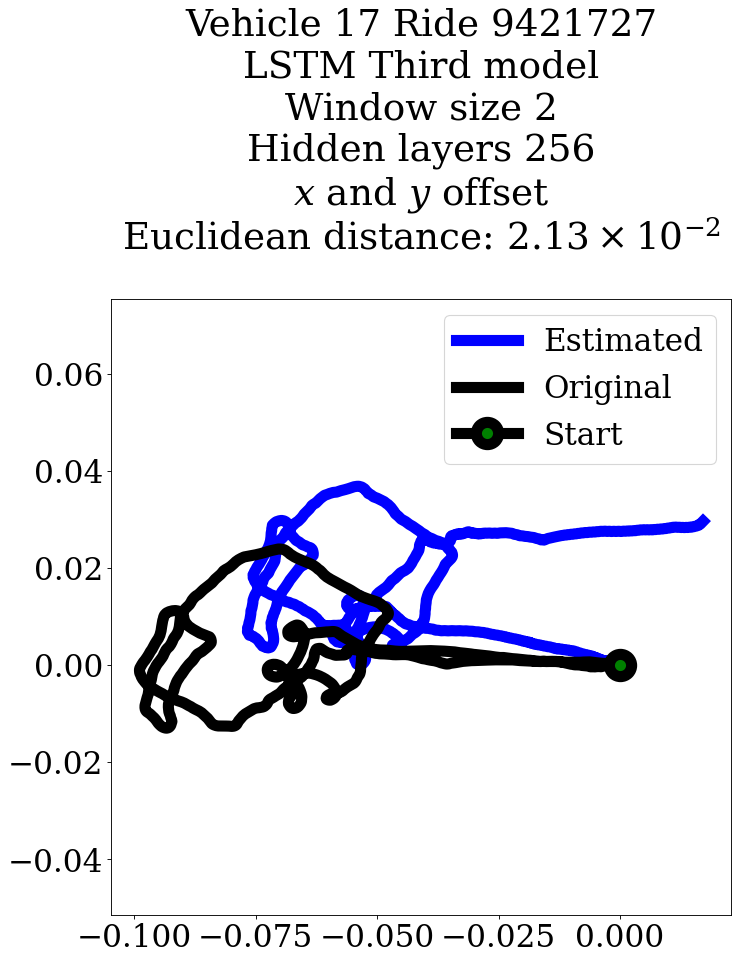 Vehicle 17 Ride 9421727
LSTM Third model
Window size 2
Hidden layers 256
x and y offset
Euclidean distance: 2.13 × 10⁻²
Estimated
Original
Start
0.06
0.04
0.02
0.00
−0.02
−0.04
−0.100 −0.075 −0.050 −0.025 0.000